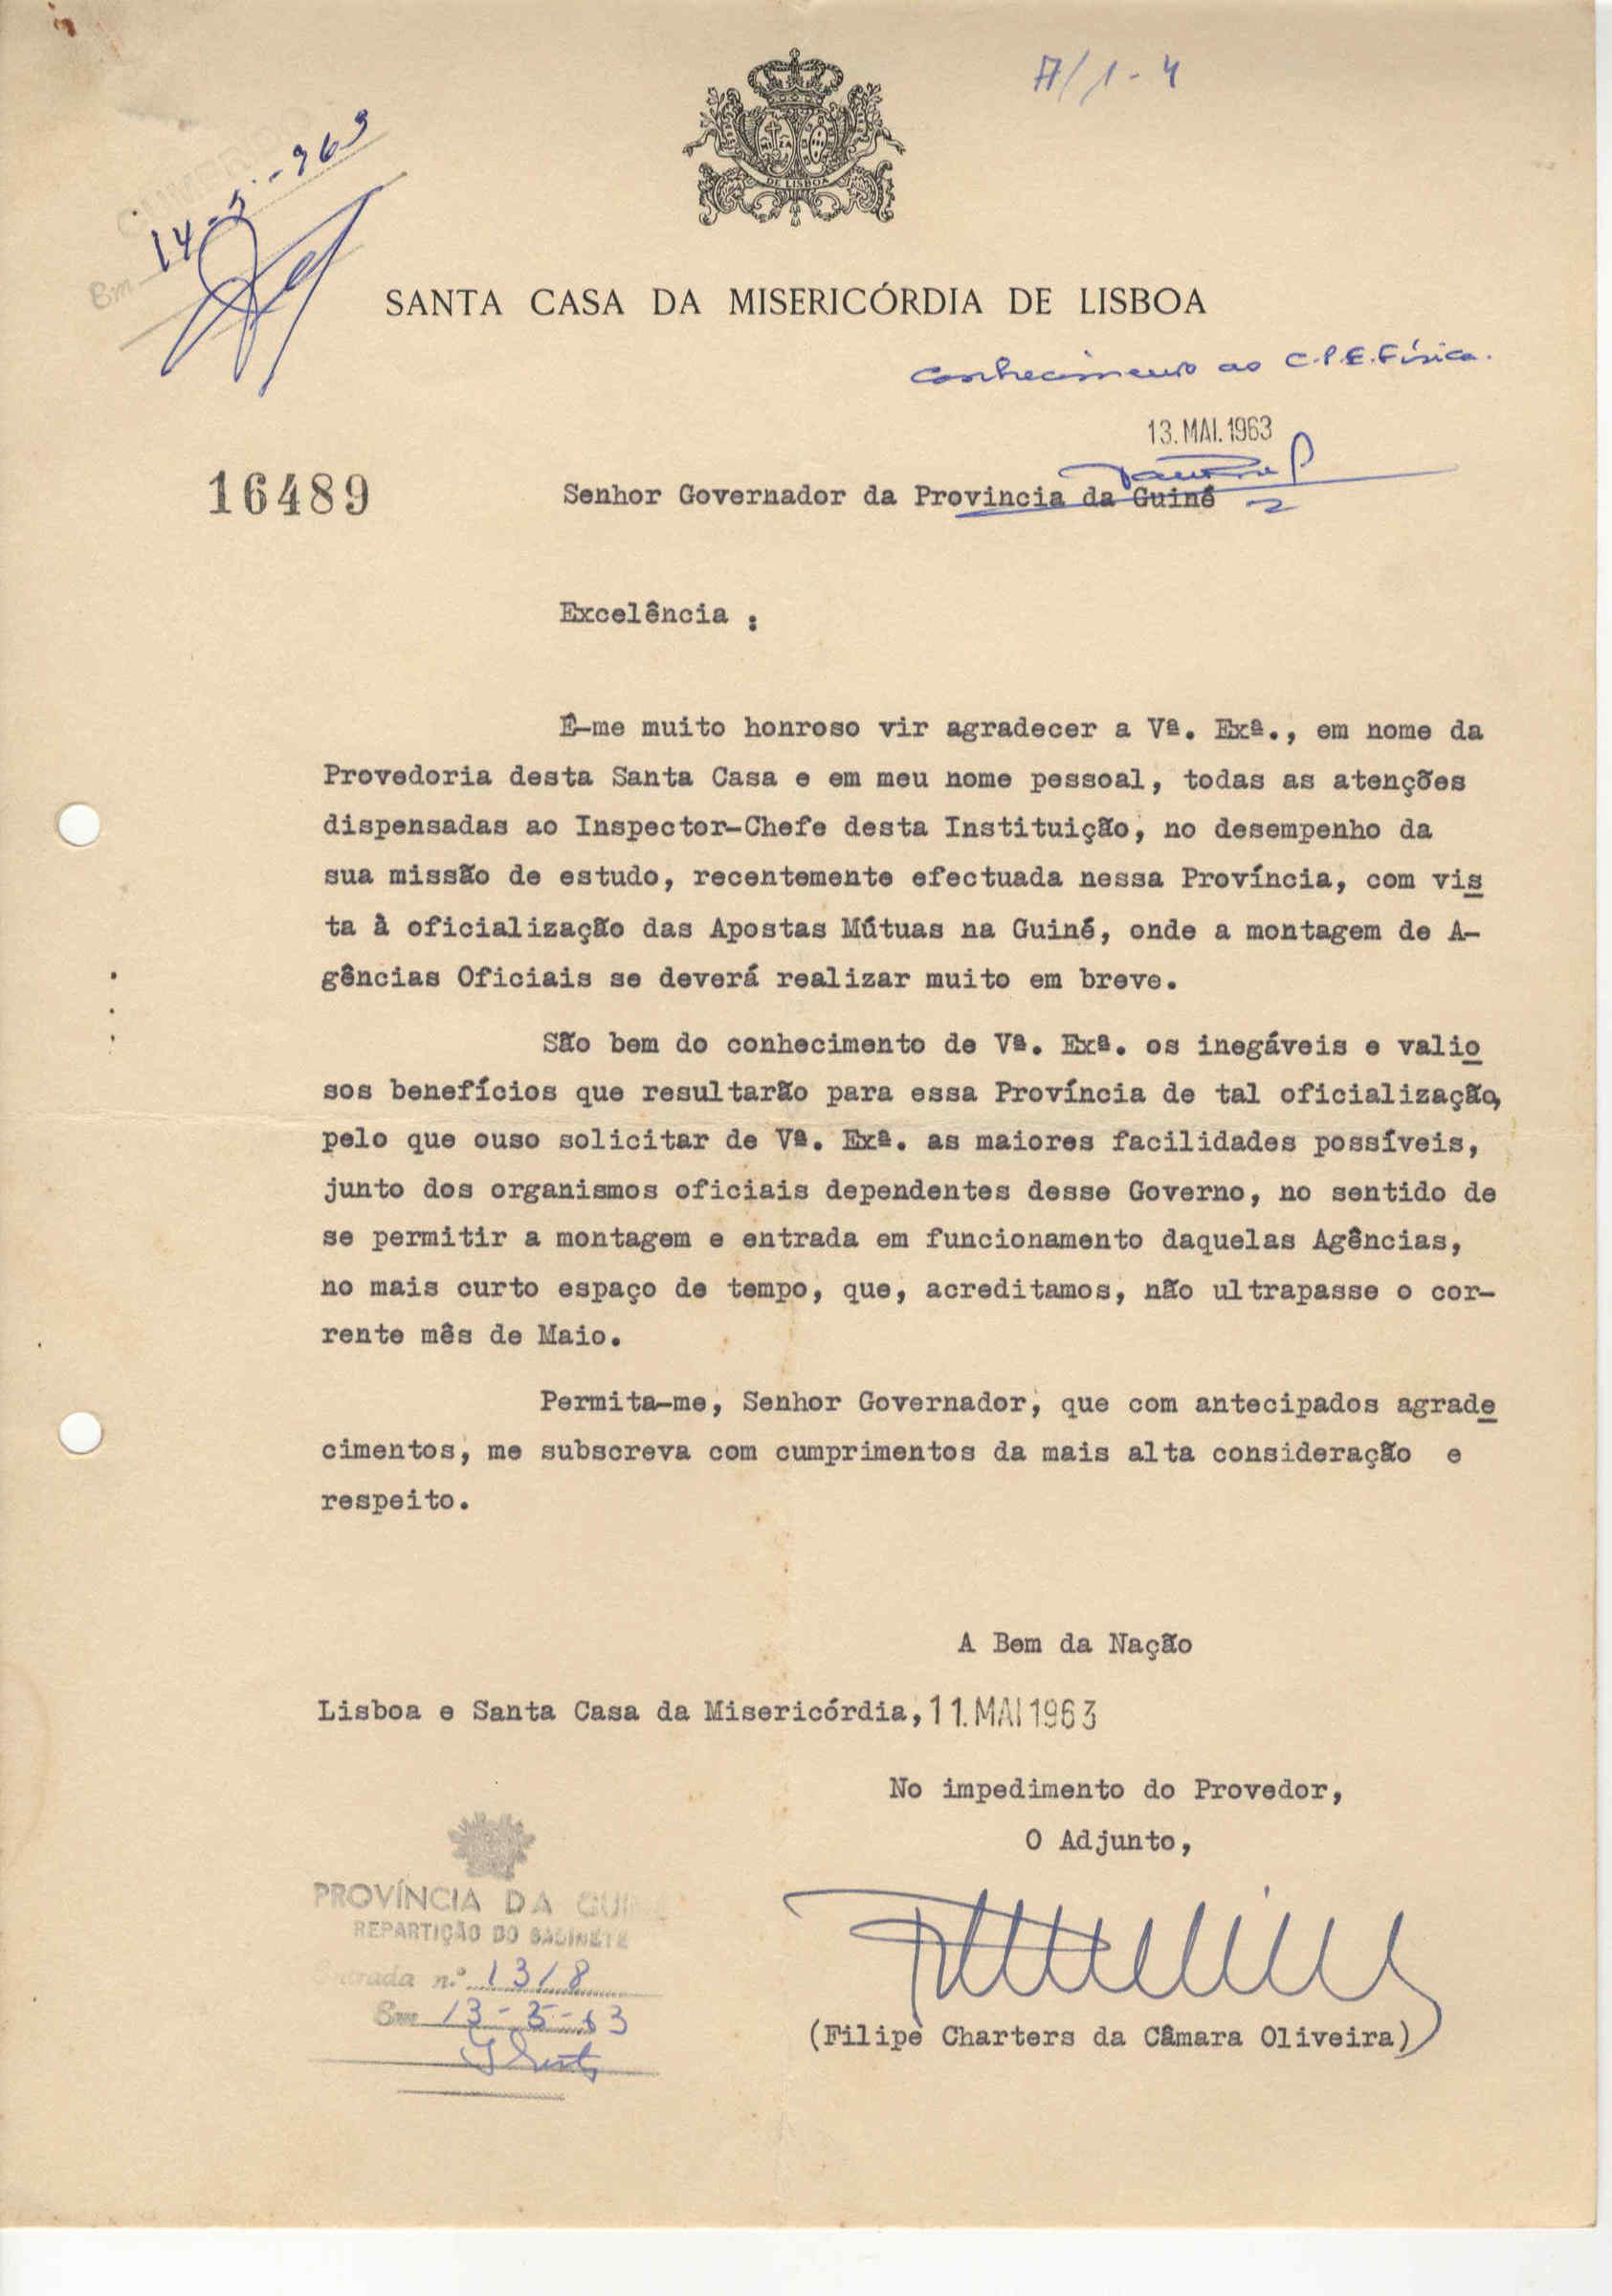 A/1-4
CUMPRIDO
Em 14-5-963
DE LISBOA
SANTA CASA DA MISERICÓRDIA DE LISBOA
Conhecimento ao C.P.E.Física.
13. MAI. 1963
16489
Senhor Governador da Provincia da Guiné
Excelência :
É-me muito honroso vir agradecer a Vª. Exª., em nome da
Provedoria desta Santa Casa e em meu nome pessoal, todas as atenções
dispensadas ao Inspector-Chefe desta Instituição, no desempenho da
sua missão de estudo, recentemente efectuada nessa Província, com vis
ta à oficialização das Apostas Mútuas na Guiné, onde a montagem de A-
gências Oficiais se deverá realizar muito em breve.
São bem do conhecimento de Vª. Exª. os inegáveis e valio
sos benefícios que resultarão para essa Província de tal oficialização,
pelo que ouso solicitar de Vª. Exª. as maiores facilidades possíveis,
junto dos organismos oficiais dependentes desse Governo, no sentido de
se permitir a montagem e entrada em funcionamento daquelas Agências,
no mais curto espaço de tempo, que, acreditamos, não ultrapasse o cor-
rente mês de Maio.
Permita-me, Senhor Governador, que com antecipados agrade
cimentos, me subscreva com cumprimentos da mais alta consideração e
respeito.
A Bem da Nação
Lisboa e Santa Casa da Misericórdia, 11. MAI 1963
No impedimento do Provedor,
O Adjunto,
PROVÍNCIA DA GUINÉ
REPARTIÇÃO DO GABINETE
Entrada n.º 1318
Em 13-5-63
(Filipe Charters da Câmara Oliveira)